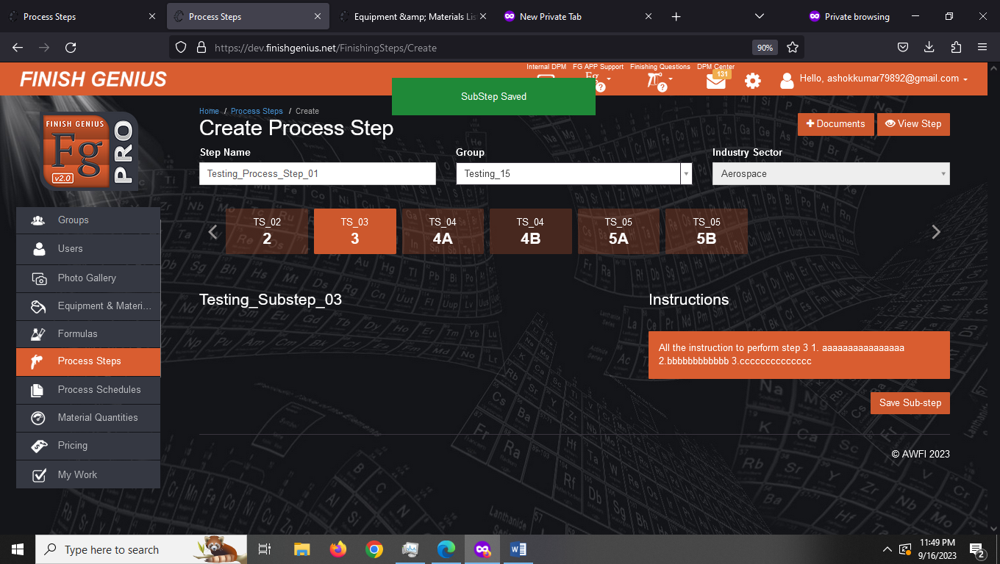 Process Steps
Process Steps
Equipment &amp; Materials Lis
New Private Tab
Private browsing
https://dev.finishgenius.net/FinishingSteps/Create
90%
FINISH GENIUS
Internal DPM
FG APP Support
Finishing Questions
DPM Center
131
Hello, ashokkumar79892@gmail.com
SubStep Saved
FINISH GENIUS
Fg
v2.0
PRO
Home / Process Steps / Create
Create Process Step
Documents
View Step
Step Name
Group
Industry Sector
Testing_Process_Step_01
Testing_15
Aerospace
TS_02
2
TS_03
3
TS_04
4A
TS_04
4B
TS_05
5A
TS_05
5B
Groups
Users
Photo Gallery
Equipment & Materi...
Formulas
Process Steps
Process Schedules
Material Quantities
Pricing
My Work
Testing_Substep_03
Instructions
All the instruction to perform step 3 1. aaaaaaaaaaaaaaaa
2.bbbbbbbbbbbb 3.cccccccccccccc
Save Sub-step
© AWFI 2023
Type here to search
11:49 PM
9/16/2023
2